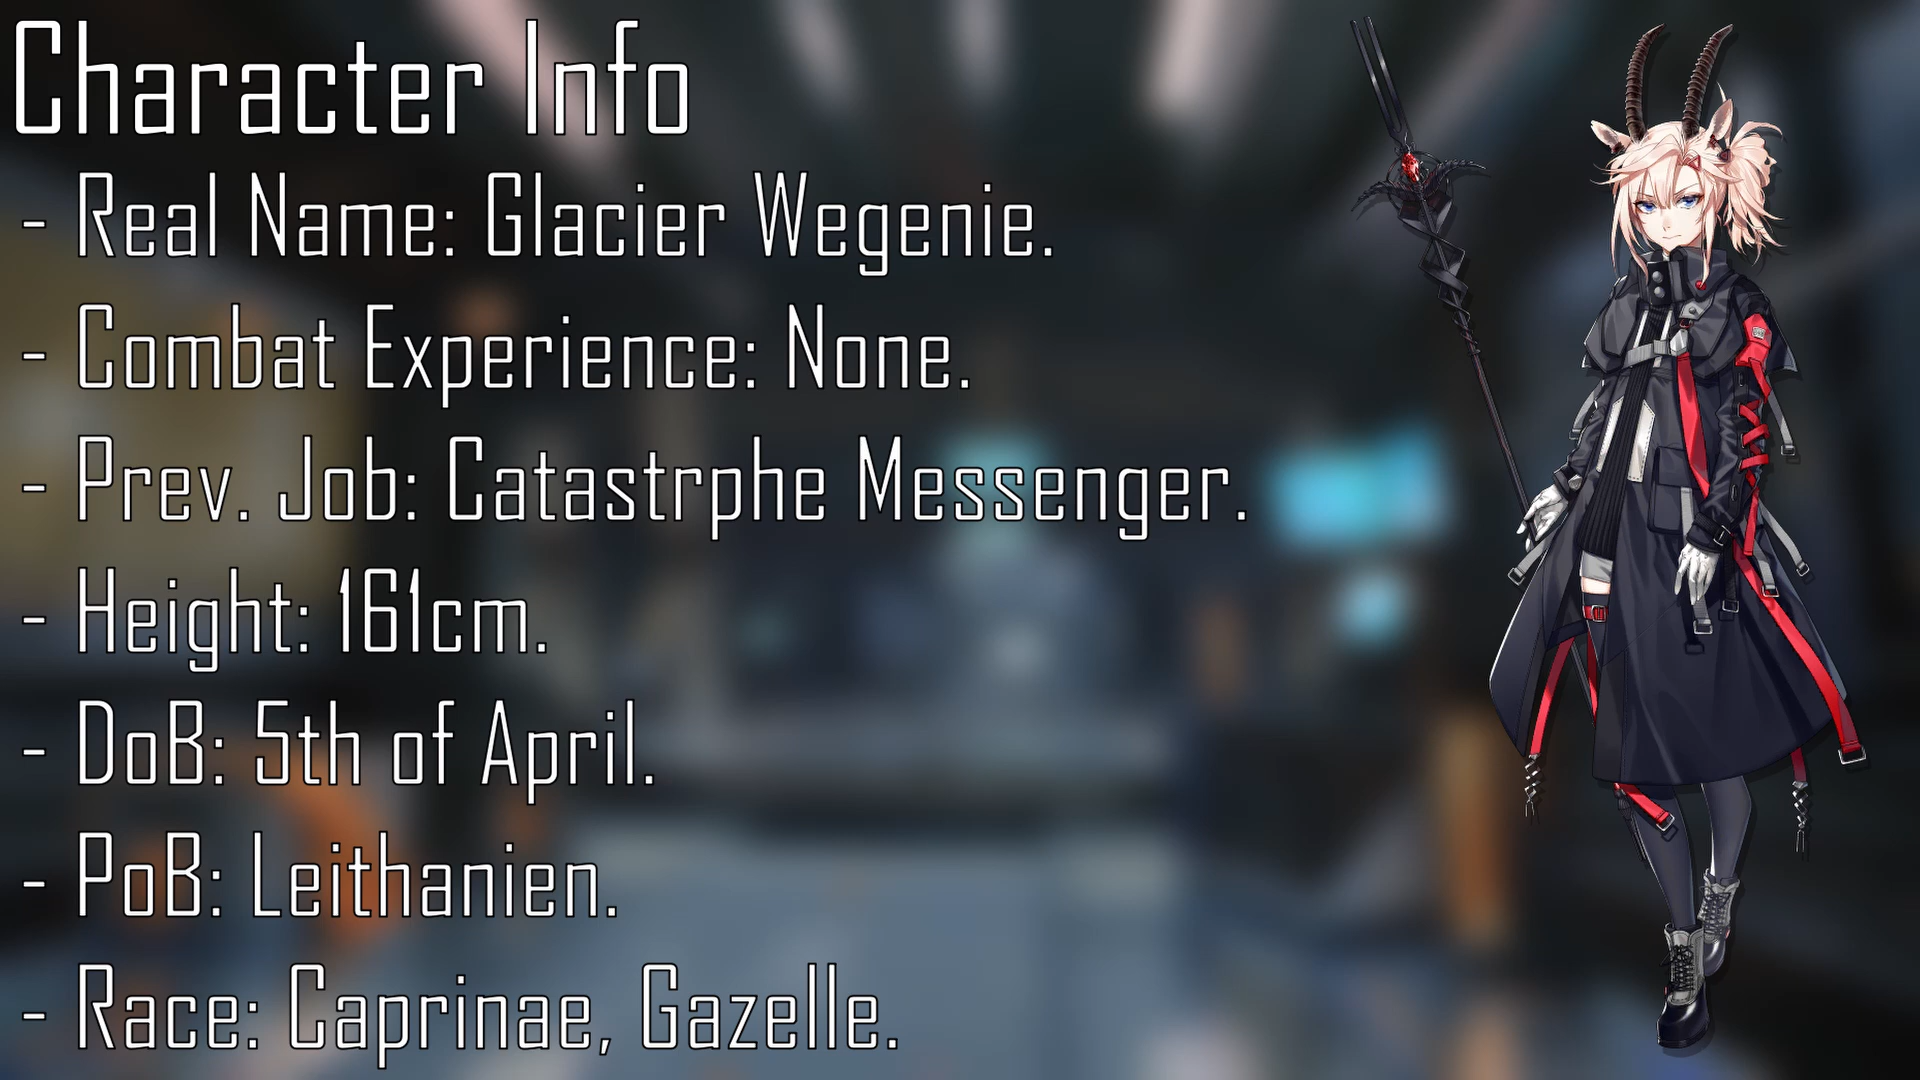 Character Info
- Real Name: Glacier Wegenie.
- Combat Experience: None.
- Prev. Job: Catastrphe Messenger.
- Height: 161cm.
- DoB: 5th of April.
- PoB: Leithanien.
- Race: Caprinae, Gazelle.